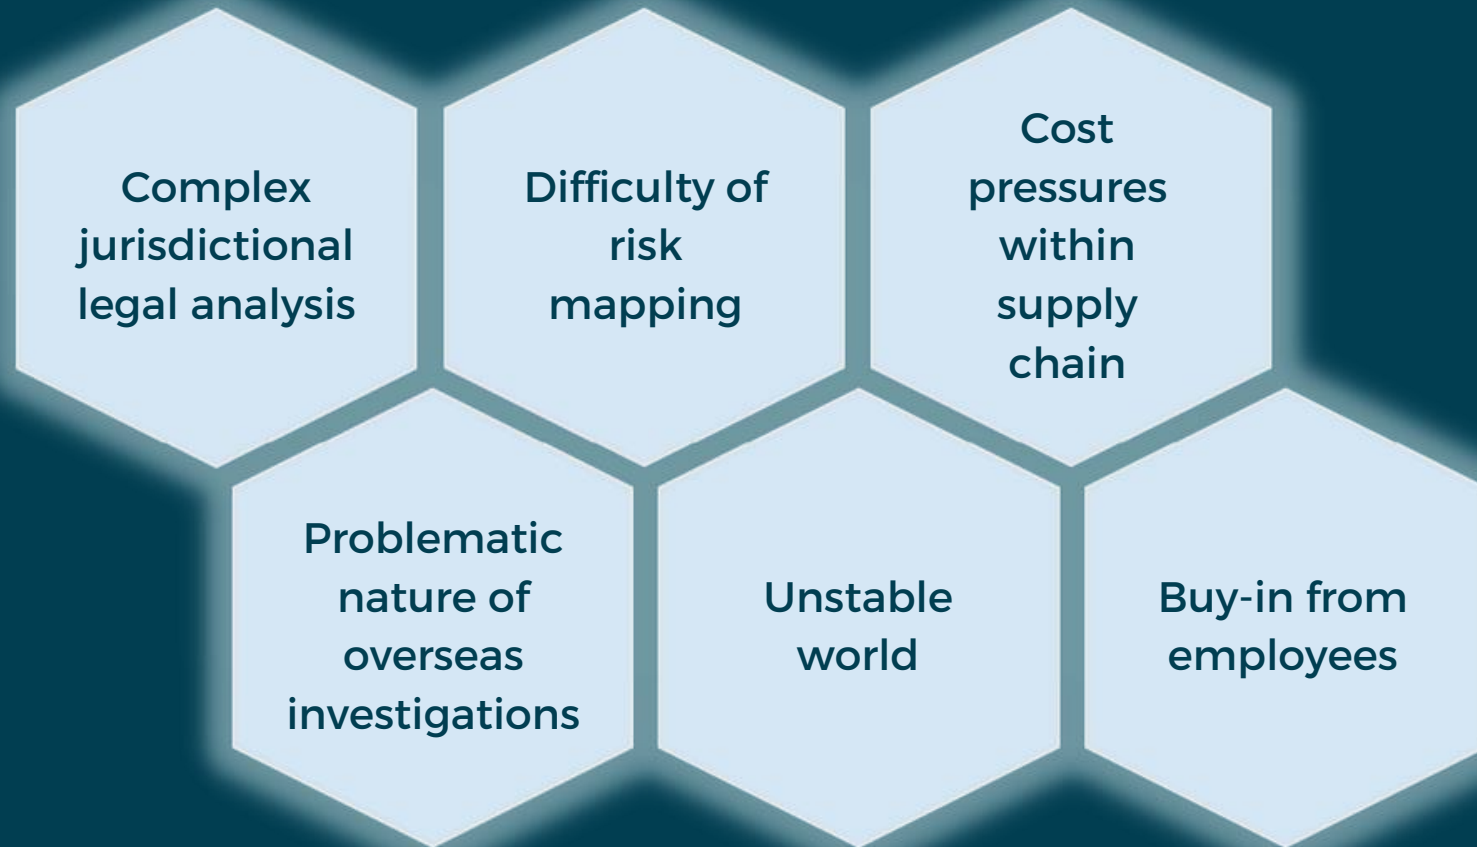 Complex
jurisdictional
legal analysis
Difficulty of
risk
mapping
Cost
pressures
within
supply
chain
Problematic
nature of
overseas
investigations
Unstable
world
Buy-in from
employees